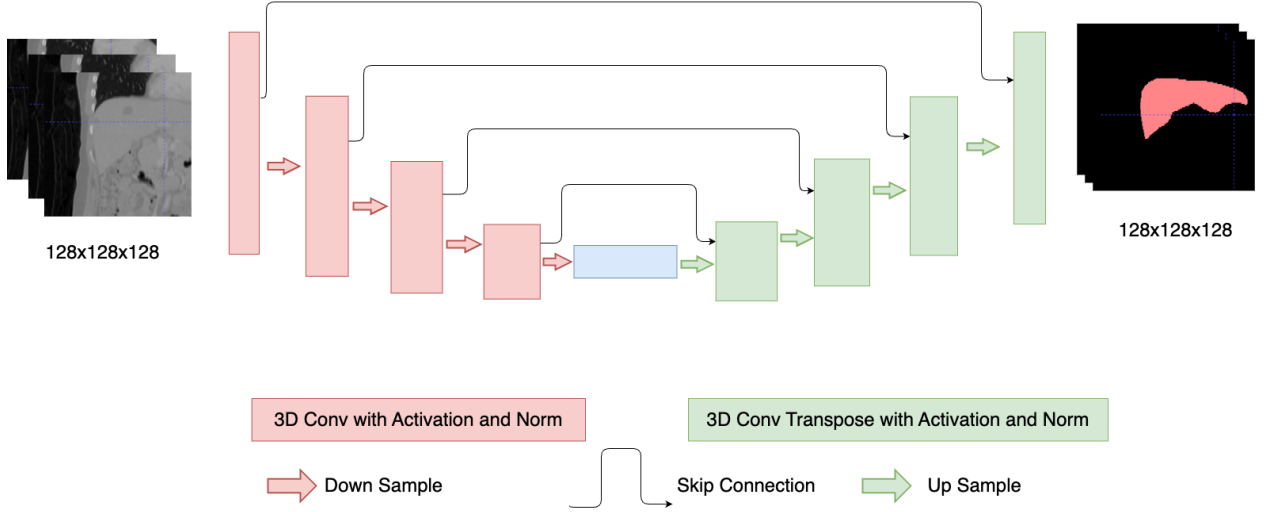 128x128x128
128x128x128
3D Conv with Activation and Norm
3D Conv Transpose with Activation and Norm
Down Sample
Skip Connection
Up Sample